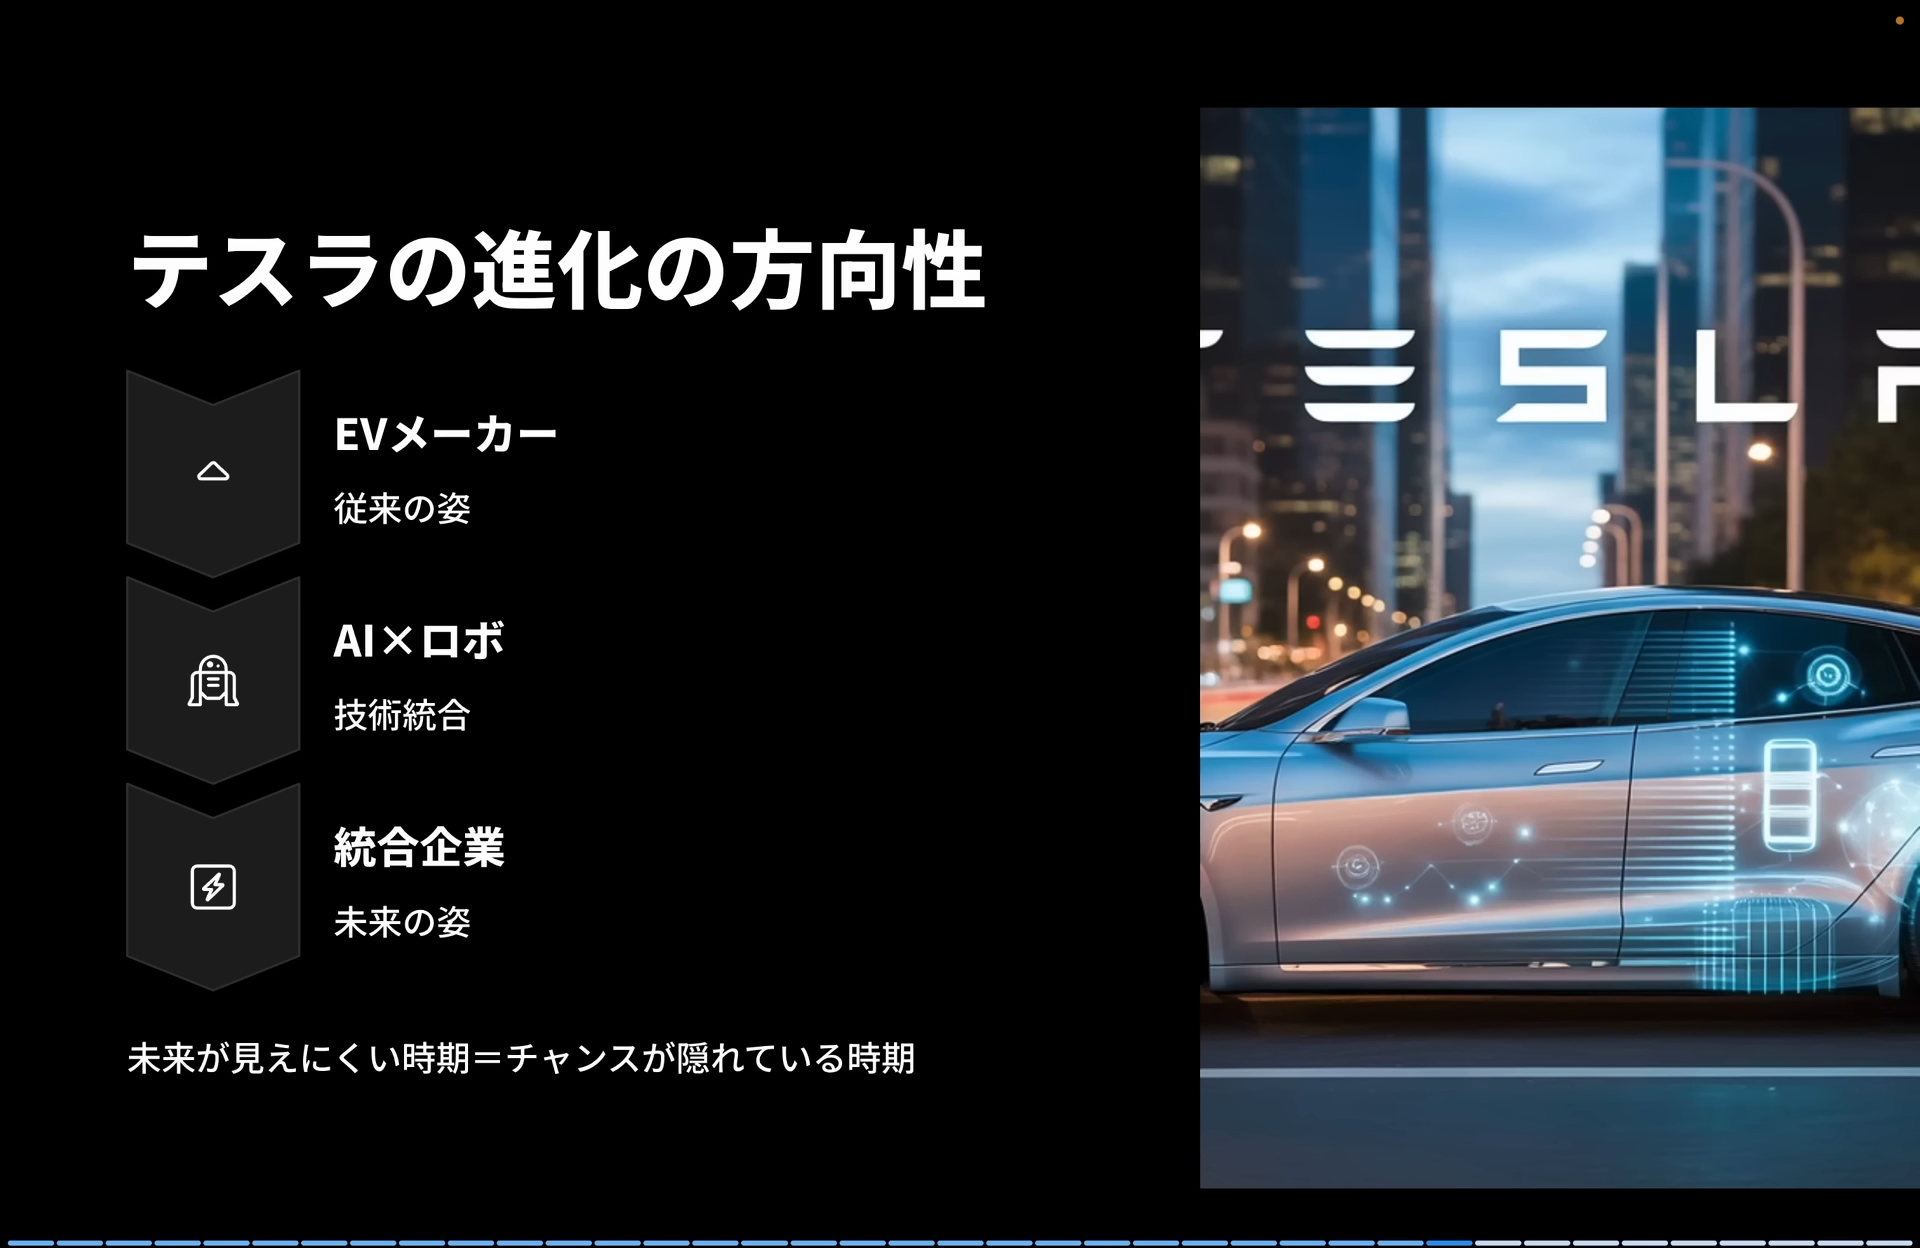 テスラの進化の方向性
TESLA
EVメーカー
従来の姿
AI×ロボ
技術統合
統合企業
未来の姿
未来が見えにくい時期＝チャンスが隠れている時期